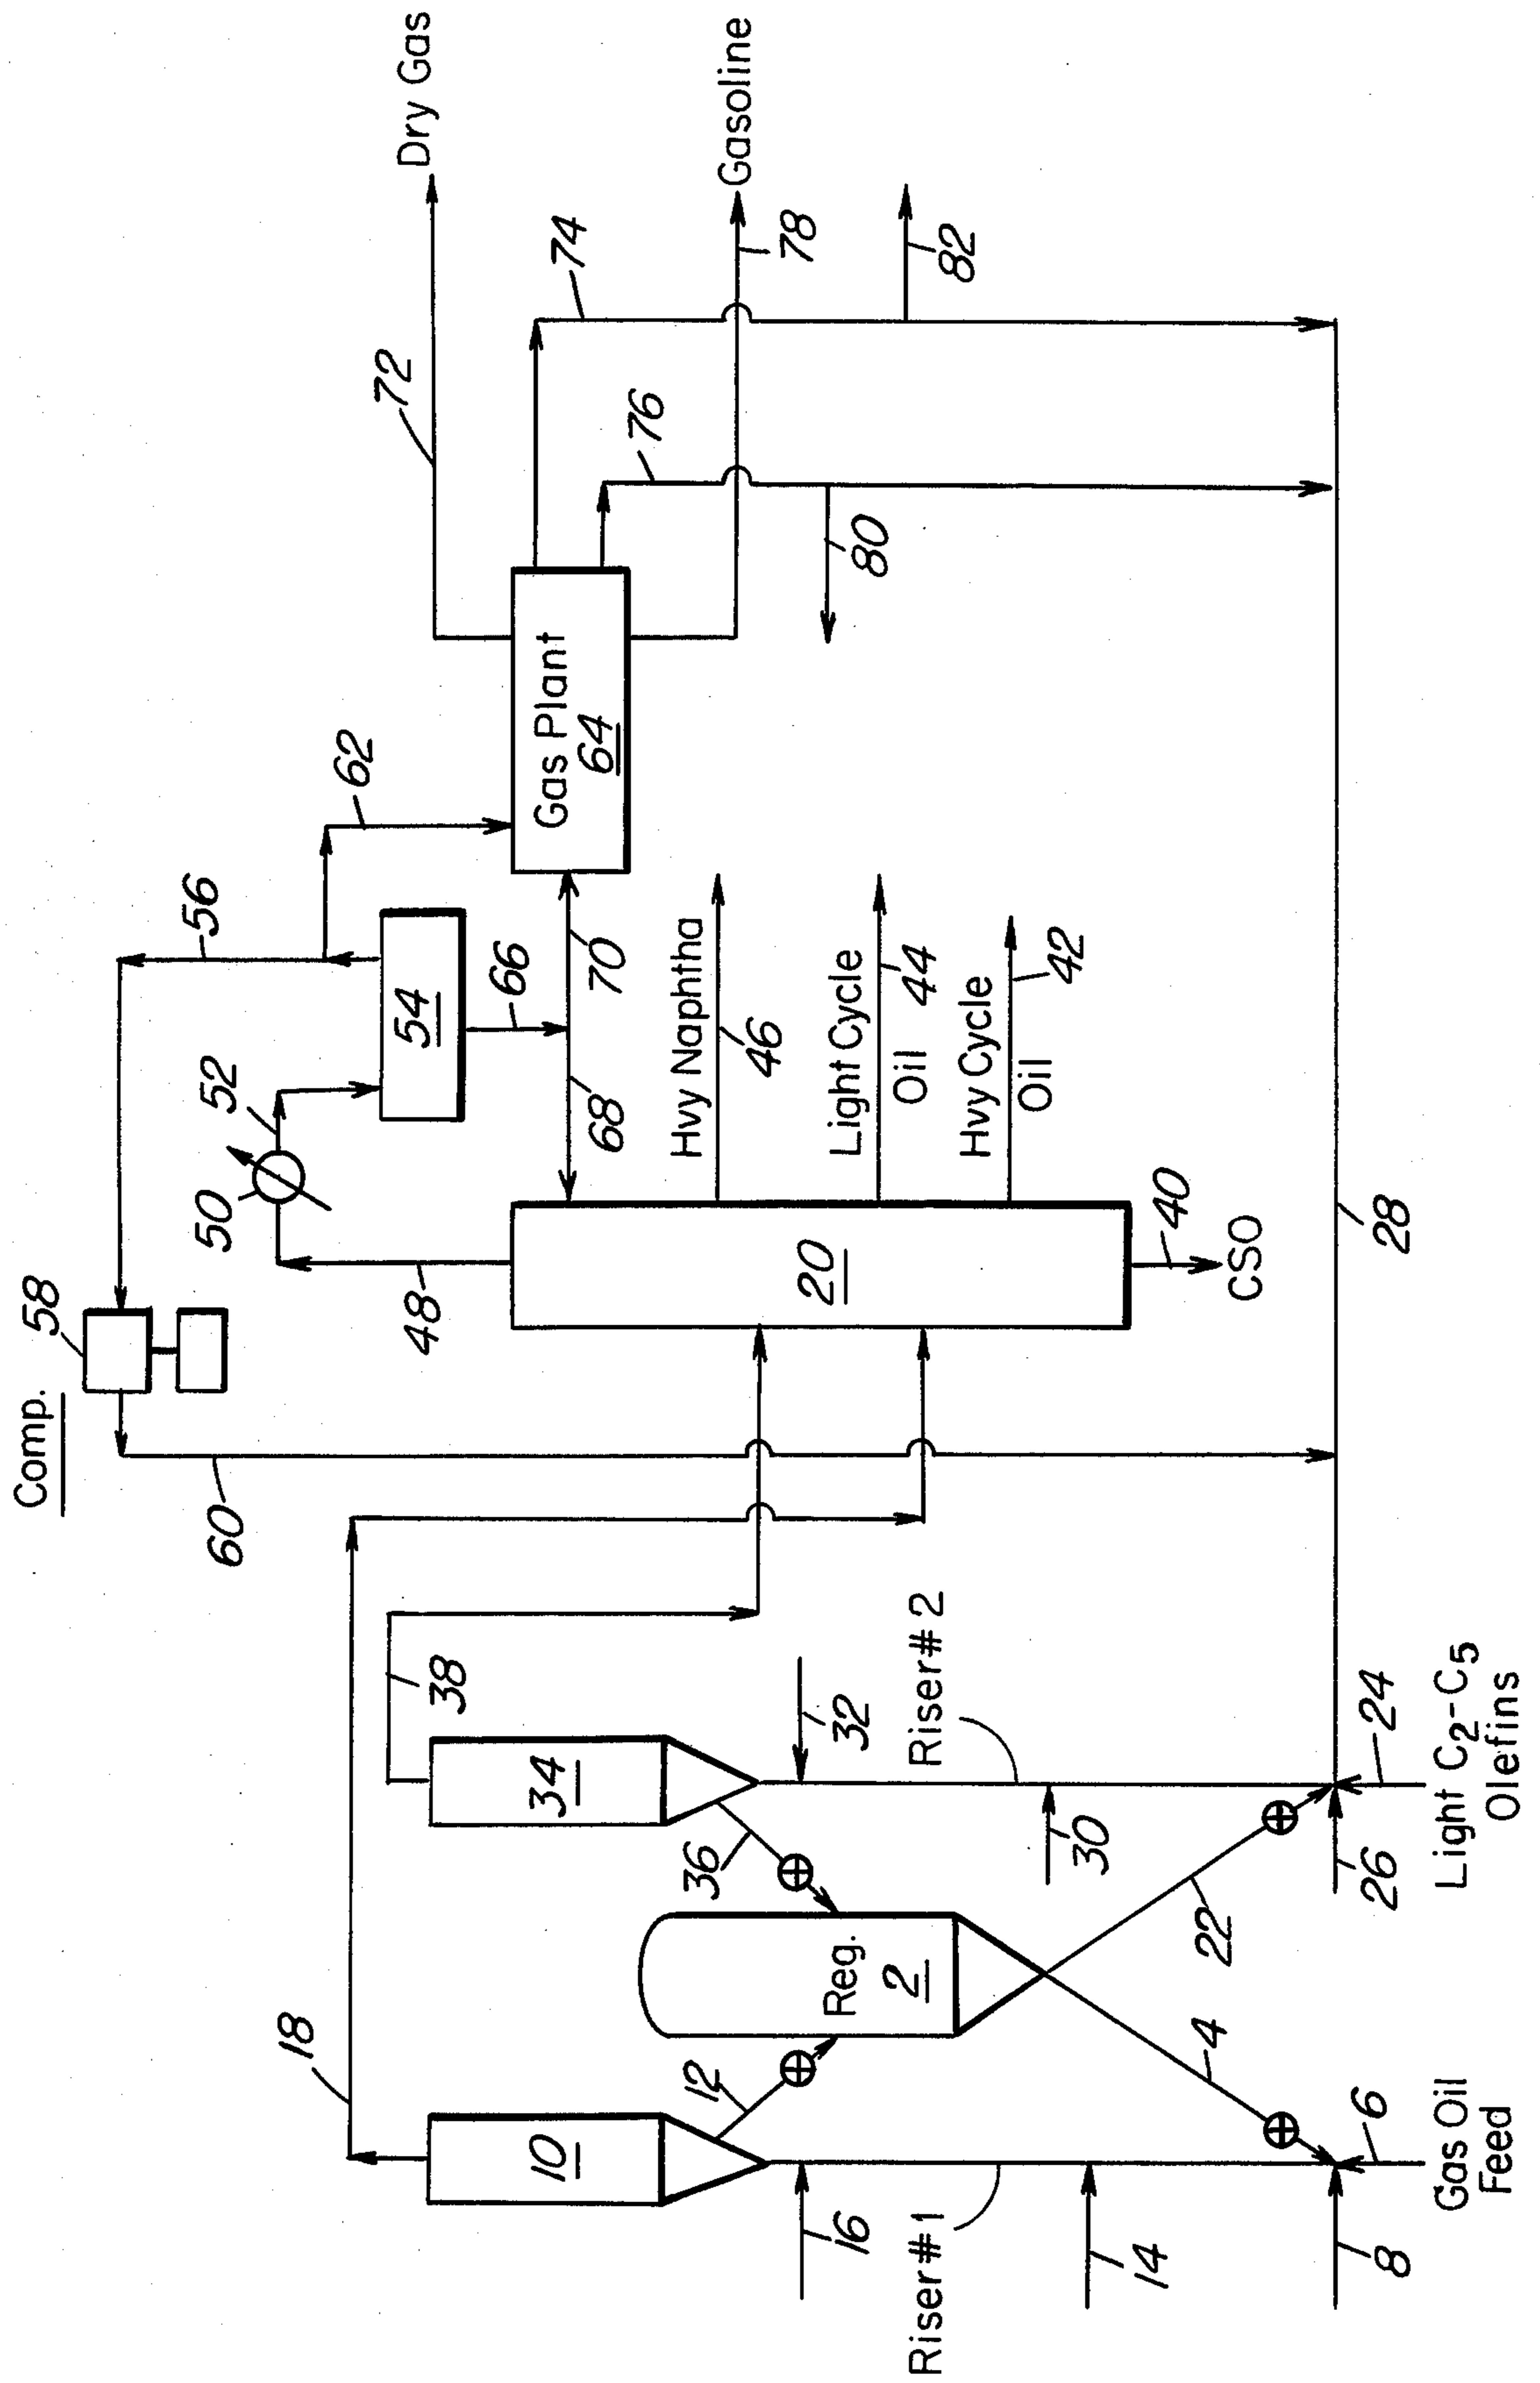 Comp.
58
56
60
50
52
62
72
Dry Gas
18
38
48
54
66
74
Gas Plant
64
76
Gasoline
78
10
34
68
70
Hvy Naphtha
46
12
36
16
32
Reg.
2
20
Light Cycle
Oil
44
Hvy Cycle
Oil
42
80
82
Riser#1
Riser#2
14
30
40
CSO
4
22
8
6
26
24
28
Gas Oil
Feed
Light C2-C5
Olefins